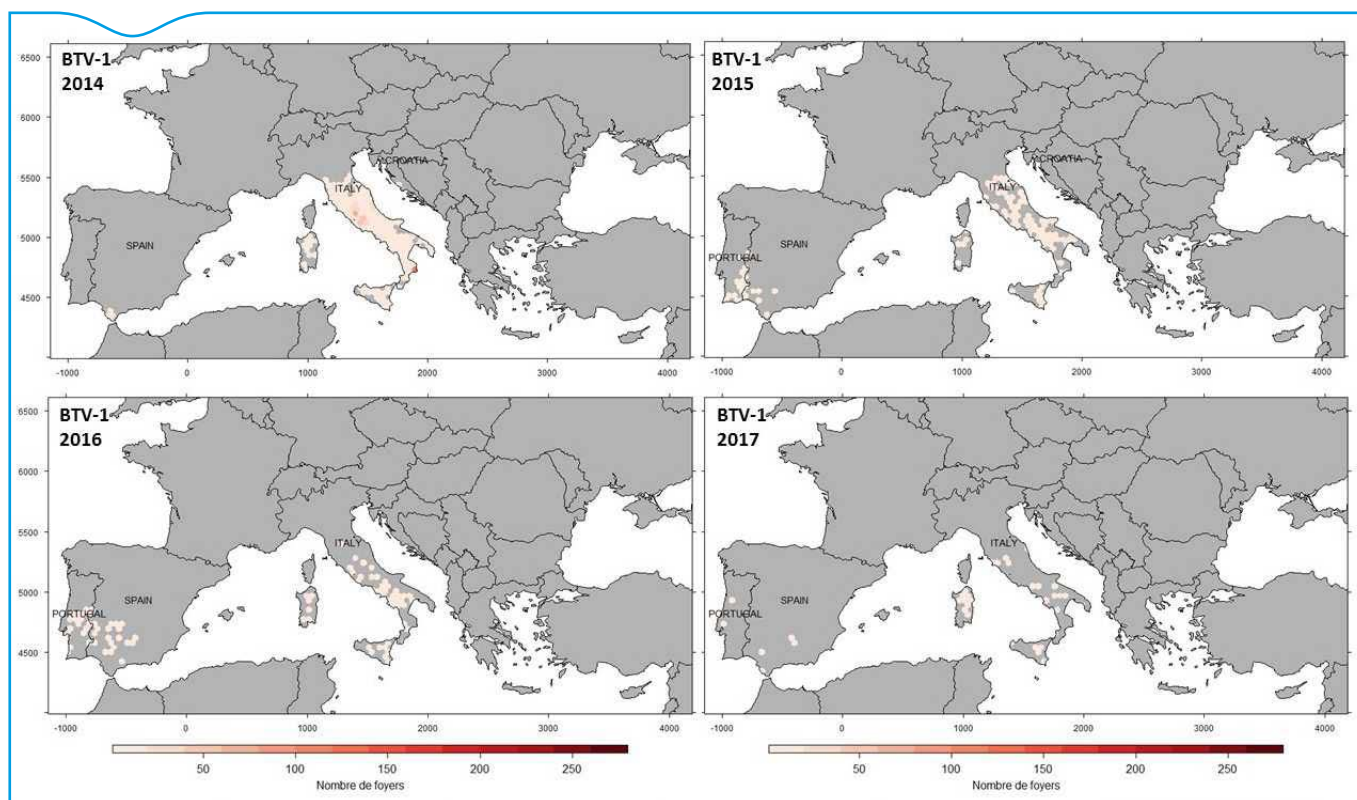 BTV-1
2014
6500
6000
5500
5000
4500
CROATIA
ITALY
SPAIN
-1000 0 1000 2000 3000 4000
BTV-1
2015
CROATIA
ITALY
SPAIN
PORTUGAL
-1000 0 1000 2000 3000 4000
BTV-1
2016
6500
6000
5500
5000
4500
ITALY
SPAIN
PORTUGAL
-1000 0 1000 2000 3000 4000
BTV-1
2017
ITALY
SPAIN
PORTUGAL
-1000 0 1000 2000 3000 4000
50 100 150 200 250
Nombre de foyers
50 100 150 200 250
Nombre de foyers